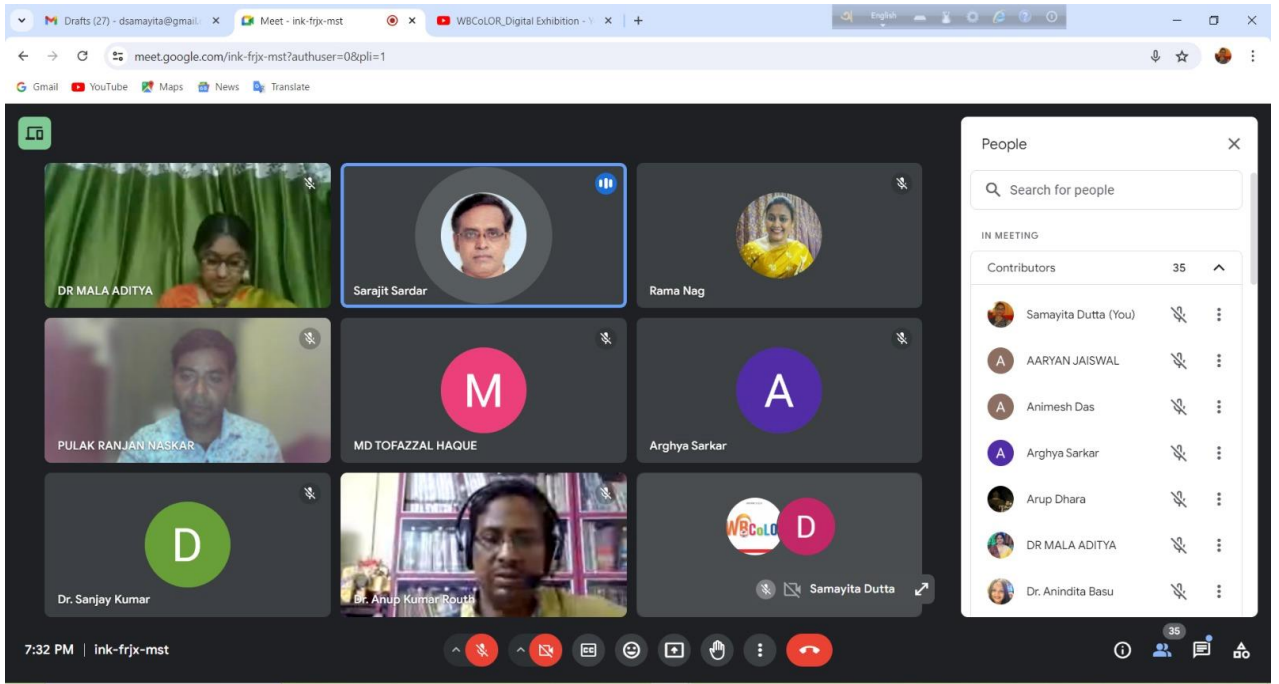 Drafts (27) - dsamayita@gmail.
Meet - ink-frjx-mst
WBCoLOR_Digital Exhibition - Y
English
meet.google.com/ink-frjx-mst?authuser=0&pli=1
Gmail
YouTube
Maps
News
Translate
DR MALA ADITYA
Sarajit Sardar
Rama Nag
PULAK RANJAN NASKAR
M
MD TOFAZZAL HAQUE
A
Arghya Sarkar
D
Dr. Sanjay Kumar
Dr. Anup Kumar Routh
WBCoLO
D
Samayita Dutta
People
Search for people
IN MEETING
Contributors 35
Samayita Dutta (You)
A AARYAN JAISWAL
A Animesh Das
A Arghya Sarkar
Arup Dhara
DR MALA ADITYA
Dr. Anindita Basu
7:32 PM | ink-frjx-mst
CC
35